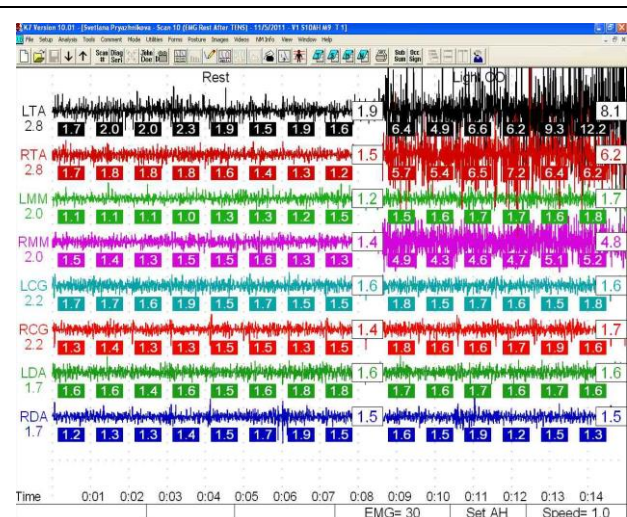 K7 Version 10.01 - [Svetlana Pryazhnikova - Scan 10 (EMG Rest After TENS) - 11/5/2011 - V1 S10AH M9 T 1]
File Setup Analysis Tools Comment Mode Utilities Forms Posture Images Videos NM Info View Window Help
Scan # Diag Seri John Doe Sub Sum Occ Sign
Rest Light CO
LTA 1.9 8.1
2.8 1.7 2.0 2.0 2.3 1.9 1.5 1.9 1.6 6.4 4.9 6.6 6.2 9.3 12.2
RTA 1.5 6.2
2.8 1.7 1.8 1.8 1.8 1.6 1.4 1.3 1.2 5.7 5.4 6.5 7.2 6.4 6.2
LMM 1.2 1.7
2.0 1.1 1.1 1.1 1.0 1.3 1.3 1.2 1.5 1.5 1.6 1.7 1.7 1.6 1.8
RMM 1.4 4.8
2.0 1.5 1.4 1.3 1.5 1.5 1.6 1.3 1.3 4.9 4.3 4.6 4.7 5.1 5.2
LCG 1.6 1.6
2.2 1.7 1.7 1.6 1.9 1.5 1.7 1.5 1.5 1.8 1.5 1.7 1.6 1.5 1.8
RCG 1.4 1.7
2.2 1.3 1.4 1.3 1.3 1.5 1.5 1.3 1.5 1.8 1.6 1.6 1.7 1.9 1.6
LDA 1.6 1.6
1.7 1.6 1.6 1.4 1.6 1.5 1.6 1.8 1.8 1.7 1.6 1.7 1.6 1.7 1.6
RDA 1.5 1.5
1.7 1.2 1.3 1.3 1.4 1.5 1.7 1.9 1.5 1.6 1.5 1.9 1.2 1.5 1.3
Time 0:01 0:02 0:03 0:04 0:05 0:06 0:07 0:08 0:09 0:10 0:11 0:12 0:13 0:14
EMG= 30 Set AH Speed= 1.0